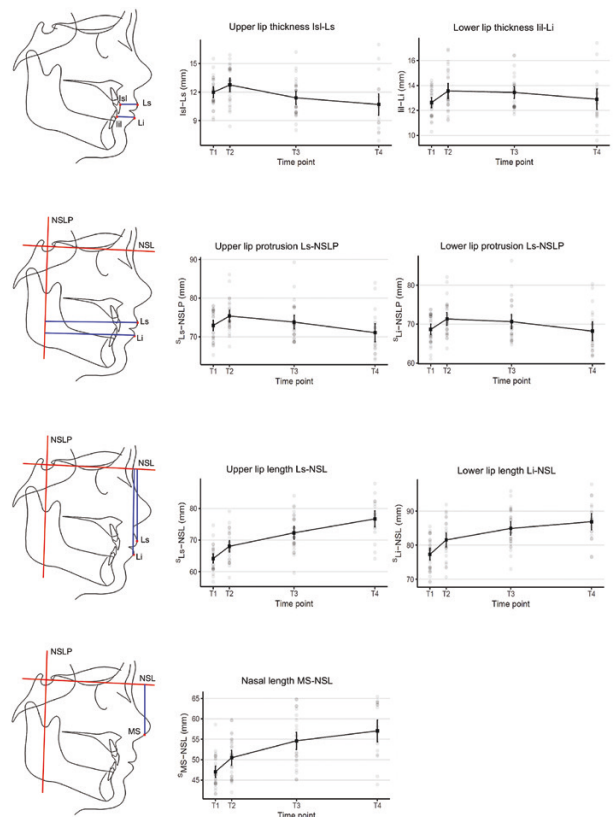 Upper lip thickness Isl-Ls
Lower lip thickness Iil-Li
Isl
Ls
Iil
Li
Isl−Ls (mm)
15
12
9
T1 T2 T3 T4
Time point
Iil−Li (mm)
16
14
12
10
T1 T2 T3 T4
Time point
NSLP
NSL
Ls
Li
Upper lip protrusion Ls-NSLP
SLs−NSLP (mm)
90
80
70
T1 T2 T3 T4
Time point
Lower lip protrusion Ls-NSLP
SLi−NSLP (mm)
90
80
70
60
T1 T2 T3 T4
Time point
NSLP
NSL
Ls
Li
Upper lip length Ls-NSL
SLs−NSL (mm)
90
80
70
60
T1 T2 T3 T4
Time point
Lower lip length Li-NSL
SLi−NSL (mm)
100
90
80
70
T1 T2 T3 T4
Time point
NSLP
NSL
MS
Nasal length MS-NSL
SMS−NSL (mm)
65
60
55
50
45
T1 T2 T3 T4
Time point